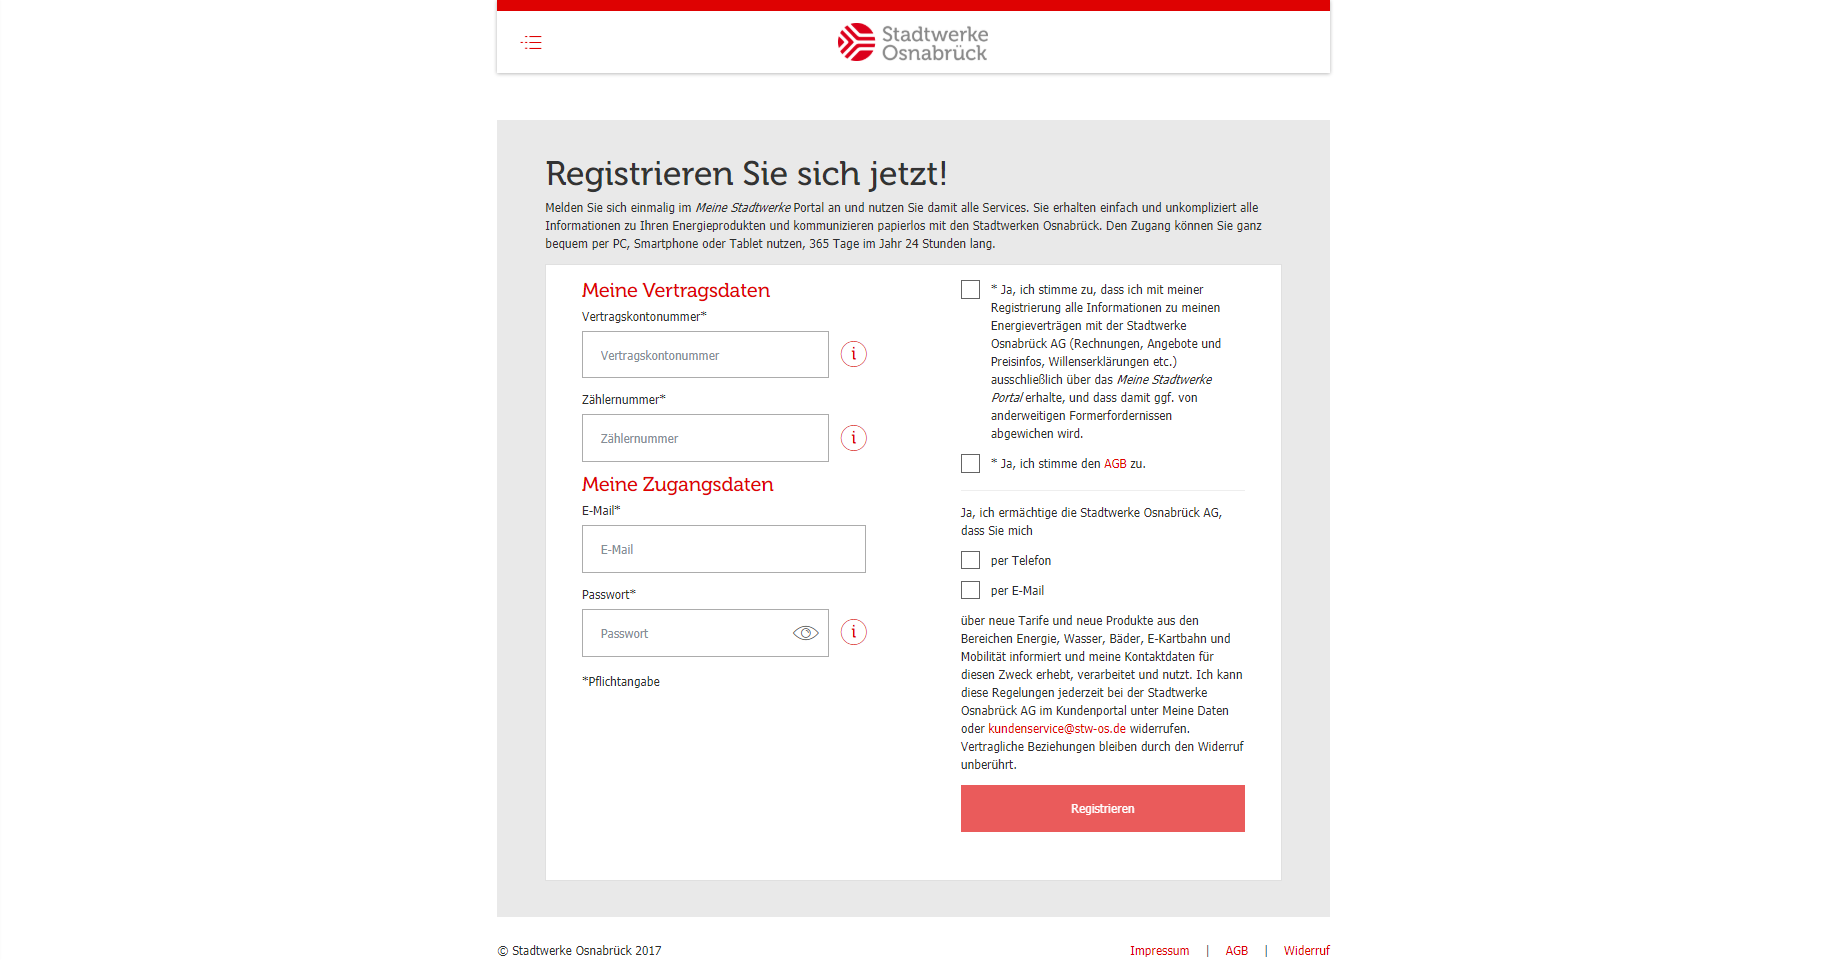 Stadtwerke
Osnabrück
Registrieren Sie sich jetzt!
Melden Sie sich einmalig im Meine Stadtwerke Portal an und nutzen Sie damit alle Services. Sie erhalten einfach und unkompliziert alle
Informationen zu Ihren Energieprodukten und kommunizieren papierlos mit den Stadtwerken Osnabrück. Den Zugang können Sie ganz
bequem per PC, Smartphone oder Tablet nutzen, 365 Tage im Jahr 24 Stunden lang.
Meine Vertragsdaten
Vertragskontonummer*
Vertragskontonummer
i
Zählernummer*
Zählernummer
i
Meine Zugangsdaten
E-Mail*
E-Mail
Passwort*
Passwort
i
*Pflichtangabe
* Ja, ich stimme zu, dass ich mit meiner
Registrierung alle Informationen zu meinen
Energieverträgen mit der Stadtwerke
Osnabrück AG (Rechnungen, Angebote und
Preisinfos, Willenserklärungen etc.)
ausschließlich über das Meine Stadtwerke
Portal erhalte, und dass damit ggf. von
anderweitigen Formerfordernissen
abgewichen wird.
* Ja, ich stimme den AGB zu.
Ja, ich ermächtige die Stadtwerke Osnabrück AG,
dass Sie mich
per Telefon
per E-Mail
über neue Tarife und neue Produkte aus den
Bereichen Energie, Wasser, Bäder, E-Kartbahn und
Mobilität informiert und meine Kontaktdaten für
diesen Zweck erhebt, verarbeitet und nutzt. Ich kann
diese Regelungen jederzeit bei der Stadtwerke
Osnabrück AG im Kundenportal unter Meine Daten
oder kundenservice@stw-os.de widerrufen.
Vertragliche Beziehungen bleiben durch den Widerruf
unberührt.
Registrieren
© Stadtwerke Osnabrück 2017
Impressum | AGB | Widerruf